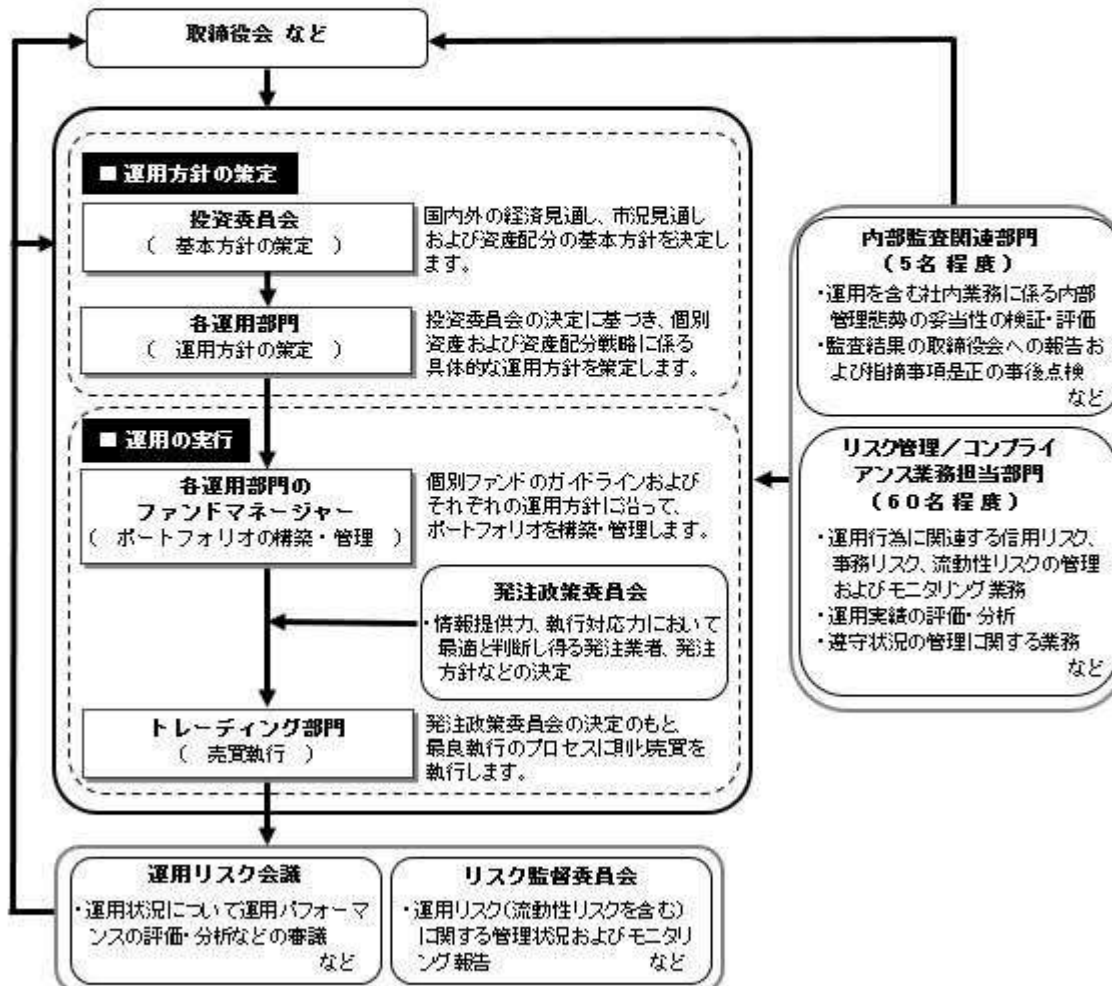 取締役会 など
■ 運用方針の策定
投資委員会
( 基本方針の策定 )
国内外の経済見通し、市況見通し
および資産配分の基本方針を決定し
ます。
各運用部門
( 運用方針の策定 )
投資委員会の決定に基づき、個別
資産および資産配分戦略に係る
具体的な運用方針を策定します。
■ 運用の実行
各運用部門の
ファンドマネージャー
( ポートフォリオの構築・管理 )
個別ファンドのガイドラインおよび
それぞれの運用方針に沿って、
ポートフォリオを構築・管理します。
発注政策委員会
・情報提供力、執行対応力において
最適と判断し得る発注業者、発注
方針などの決定
トレーディング部門
( 売買執行 )
発注政策委員会の決定のもと、
最良執行のプロセスに則り売買を
執行します。
内部監査関連部門
(5名程度)
・運用を含む社内業務に係る内部
管理態勢の妥当性の検証・評価
・監査結果の取締役会への報告お
よび指摘事項是正の事後点検
など
リスク管理/コンプライ
アンス業務担当部門
(60名程度)
・運用行為に関連する信用リスク、
事務リスク、流動性リスクの管理
およびモニタリング業務
・運用実績の評価・分析
・遵守状況の管理に関する業務
など
運用リスク会議
・運用状況について運用パフォーマ
ンスの評価・分析などの審議
など
リスク監督委員会
・運用リスク(流動性リスクを含む)
に関する管理状況およびモニタリ
ング報告 など